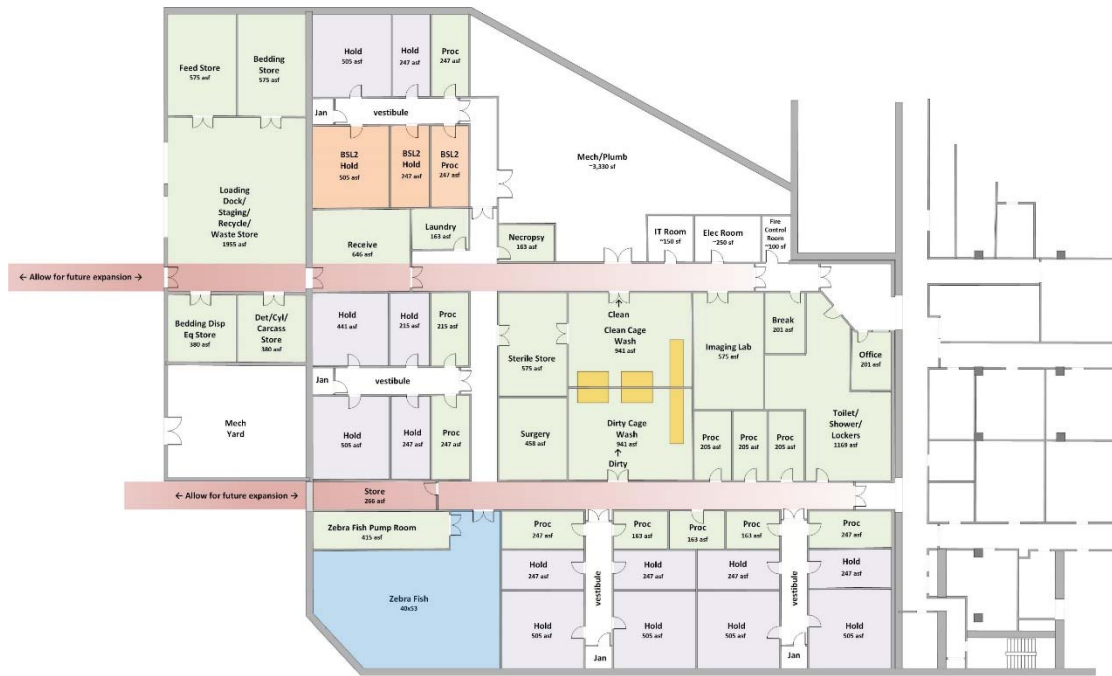 Feed Store
575 asf
Bedding
Store
575 asf
Hold
505 asf
Hold
247 asf
Proc
247 asf
Jan
vestibule
BSL2
Hold
505 asf
BSL2
Hold
247 asf
BSL2
Proc
247 asf
Mech/Plumb
~3,330 sf
Loading
Dock/
Staging/
Recycle/
Waste Store
1955 asf
Receive
646 asf
Laundry
163 asf
Necropsy
163 asf
IT Room
~150 sf
Elec Room
~250 sf
Fire
Control
Room
~100 sf
← Allow for future expansion →
Bedding Disp
Eq Store
380 asf
Det/Cyl/
Carcass
Store
380 asf
Hold
441 asf
Hold
215 asf
Proc
215 asf
Sterile Store
575 asf
Clean
Clean Cage
Wash
941 asf
Imaging Lab
575 asf
Break
201 asf
Office
201 asf
Jan
vestibule
Mech
Yard
Hold
505 asf
Hold
247 asf
Proc
247 asf
Surgery
458 asf
Dirty Cage
Wash
941 asf
Dirty
Proc
205 asf
Proc
205 asf
Proc
205 asf
Toilet/
Shower/
Lockers
1169 asf
← Allow for future expansion →
Store
266 asf
Zebra Fish Pump Room
415 asf
Proc
247 asf
Proc
163 asf
Proc
163 asf
Proc
163 asf
Proc
247 asf
Zebra Fish
40x53
Hold
247 asf
Hold
247 asf
Hold
247 asf
Hold
247 asf
vestibule
vestibule
Hold
505 asf
Hold
505 asf
Hold
505 asf
Hold
505 asf
Jan
Jan